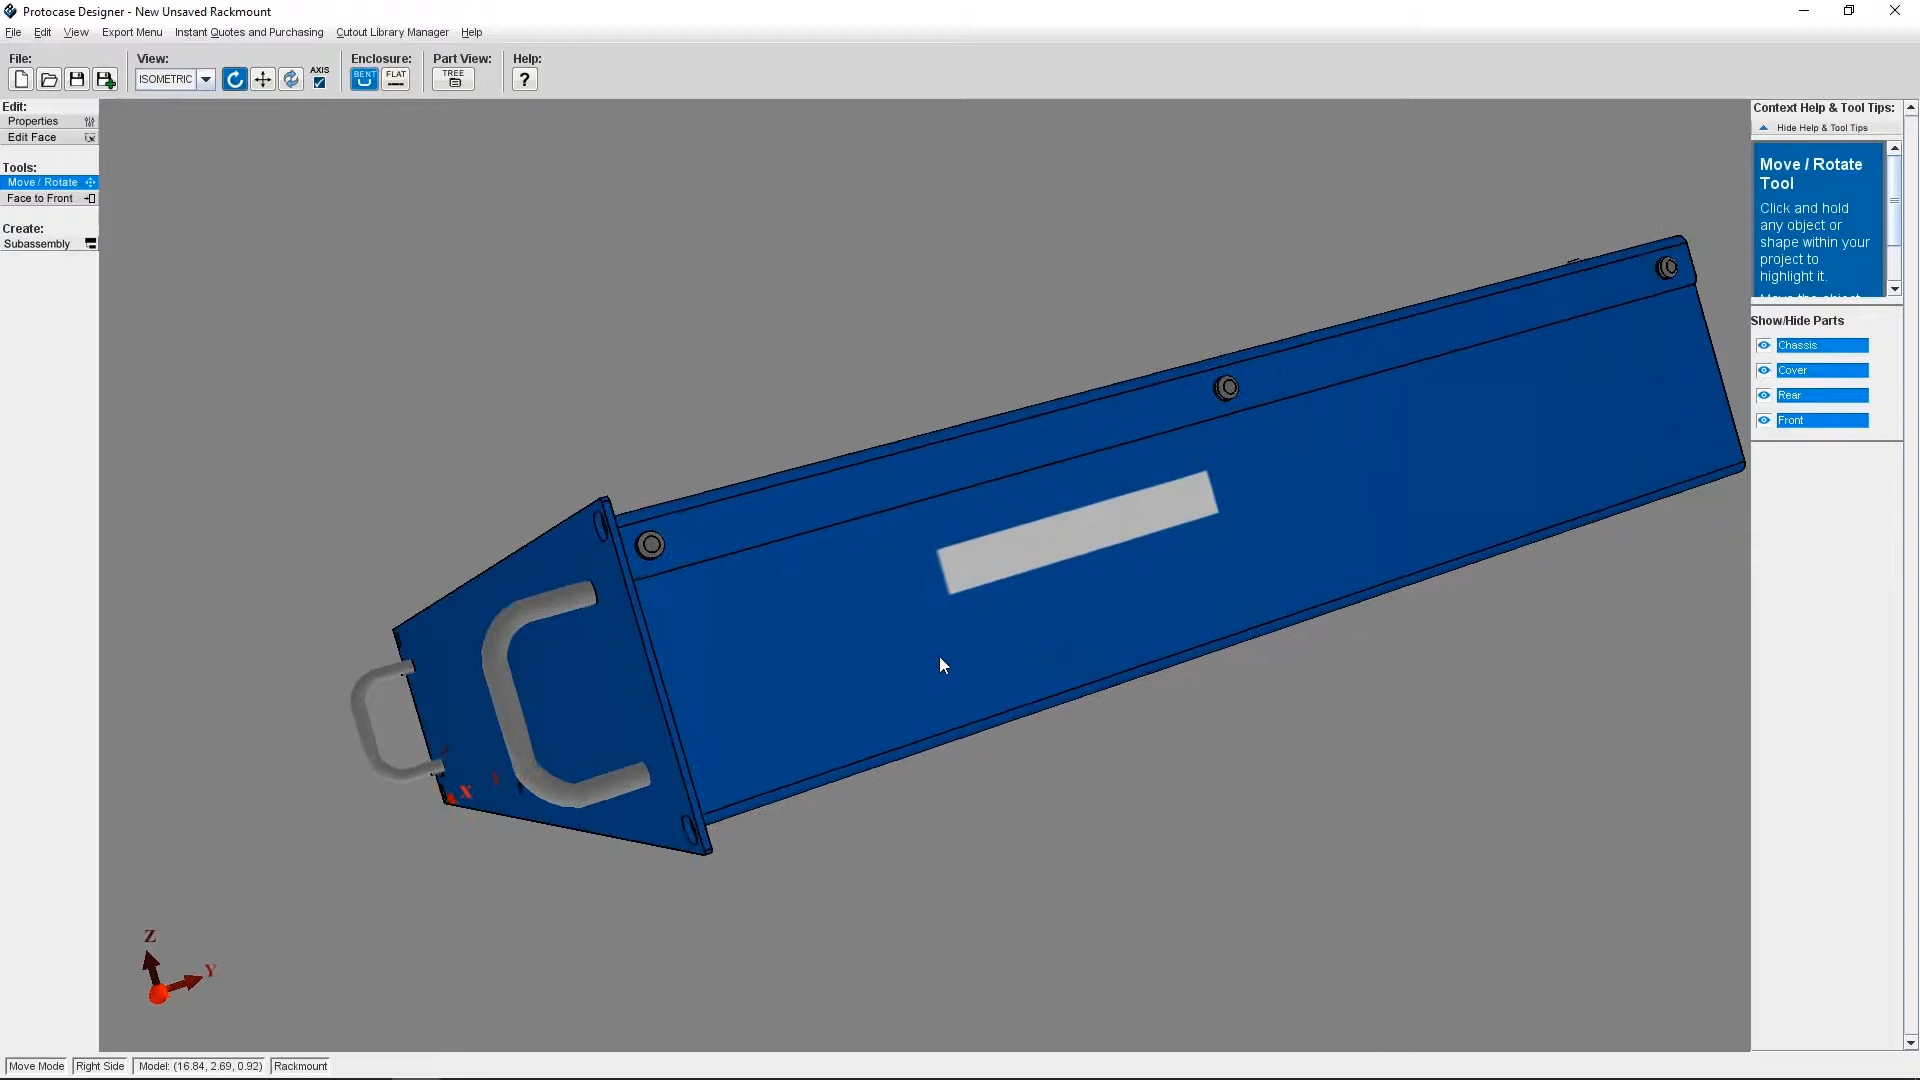 Protocase Designer - New Unsaved Rackmount
File Edit View Export Menu Instant Quotes and Purchasing Cutout Library Manager Help
File: View: AXIS Enclosure: Part View: Help:
ISOMETRIC BENT FLAT TREE ?
Edit:
Properties
Edit Face
Tools:
Move / Rotate
Face to Front
Create:
Subassembly
Context Help & Tool Tips:
Hide Help & Tool Tips
Move / Rotate
Tool
Click and hold
any object or
shape within your
project to
highlight it.
Move the object
Show/Hide Parts
Chassis
Cover
Rear
Front
X
Z
Y
Move Mode Right Side Model: (16.84, 2.69, 0.92) Rackmount